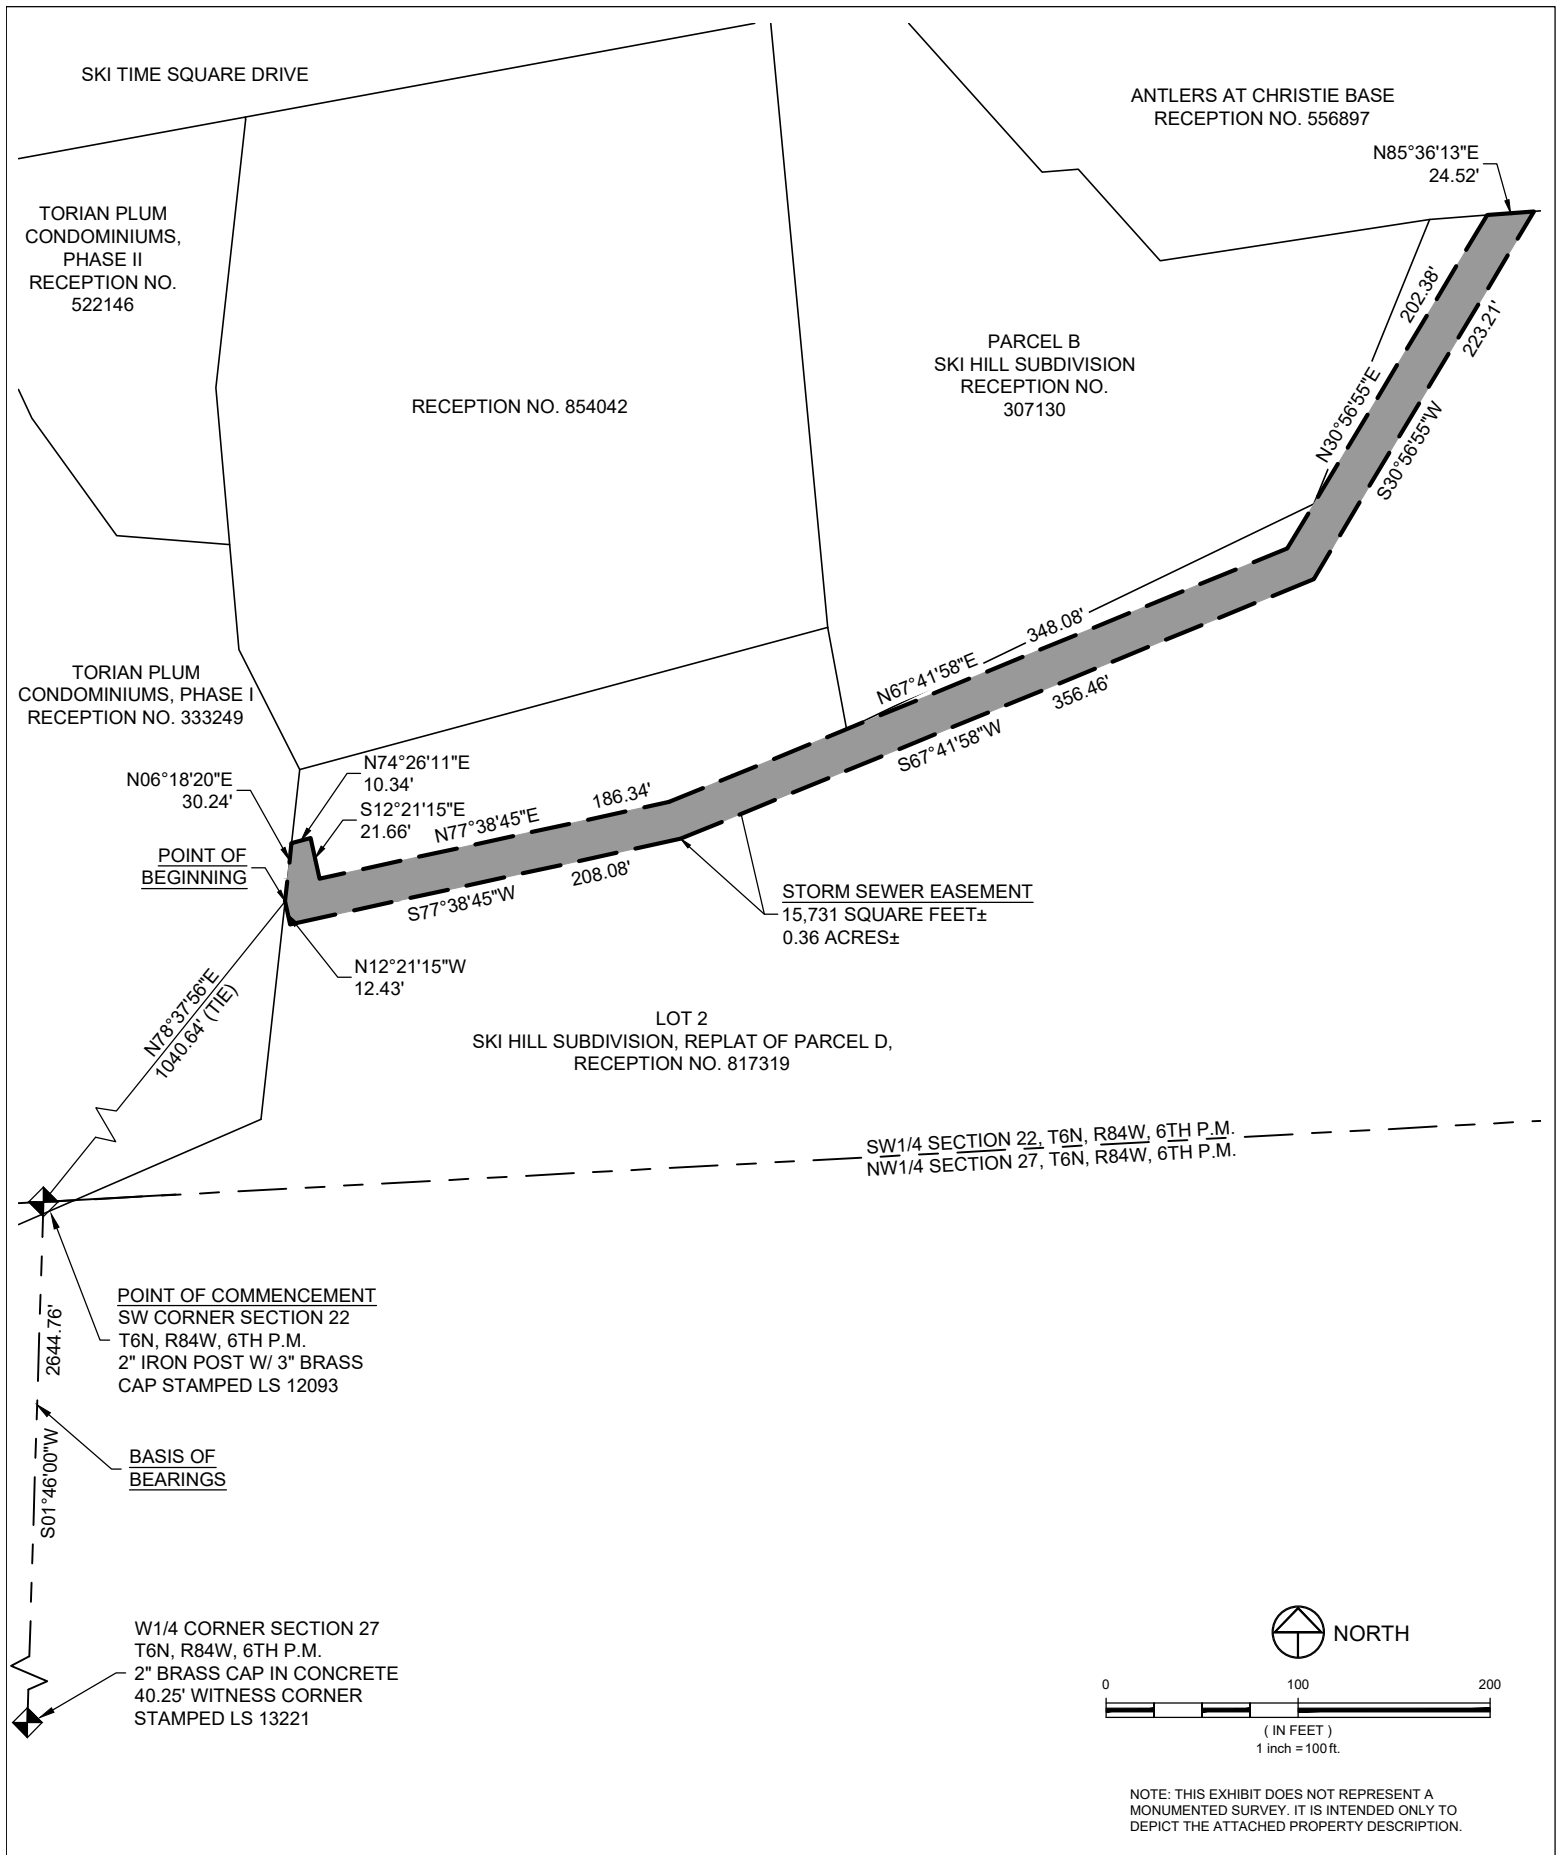 SKI TIME SQUARE DRIVE
ANTLERS AT CHRISTIE BASE
RECEPTION NO. 556897
N85°36'13"E
24.52'
TORIAN PLUM
CONDOMINIUMS,
PHASE II
RECEPTION NO.
522146
RECEPTION NO. 854042
PARCEL B
SKI HILL SUBDIVISION
RECEPTION NO.
307130
202.38'
223.21'
N30°56'55"E
S30°56'55"W
348.08'
N67°41'58"E
356.46'
S67°41'58"W
TORIAN PLUM
CONDOMINIUMS, PHASE I
RECEPTION NO. 333249
N06°18'20"E
30.24'
N74°26'11"E
10.34'
S12°21'15"E
21.66'
186.34'
N77°38'45"E
208.08'
S77°38'45"W
POINT OF
BEGINNING
STORM SEWER EASEMENT
15,731 SQUARE FEET±
0.36 ACRES±
N12°21'15"W
12.43'
N78°37'56"E
1040.64' (TIE)
LOT 2
SKI HILL SUBDIVISION, REPLAT OF PARCEL D,
RECEPTION NO. 817319
SW1/4 SECTION 22, T6N, R84W, 6TH P.M.
NW1/4 SECTION 27, T6N, R84W, 6TH P.M.
POINT OF COMMENCEMENT
SW CORNER SECTION 22
T6N, R84W, 6TH P.M.
2" IRON POST W/ 3" BRASS
CAP STAMPED LS 12093
2644.76'
S01°46'00"W
BASIS OF
BEARINGS
W1/4 CORNER SECTION 27
T6N, R84W, 6TH P.M.
2" BRASS CAP IN CONCRETE
40.25' WITNESS CORNER
STAMPED LS 13221
NORTH
0 100 200
( IN FEET )
1 inch = 100 ft.
NOTE: THIS EXHIBIT DOES NOT REPRESENT A
MONUMENTED SURVEY. IT IS INTENDED ONLY TO
DEPICT THE ATTACHED PROPERTY DESCRIPTION.